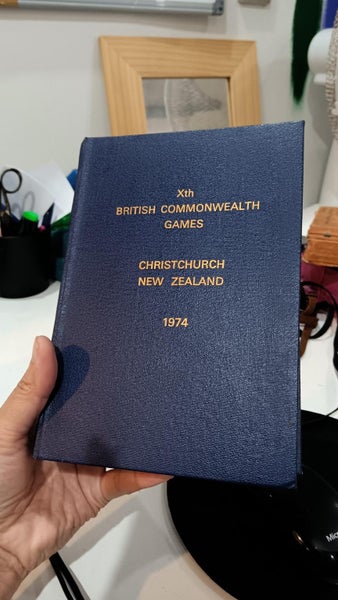 Xth
BRITISH COMMONWEALTH
GAMES
CHRISTCHURCH
NEW ZEALAND
1974